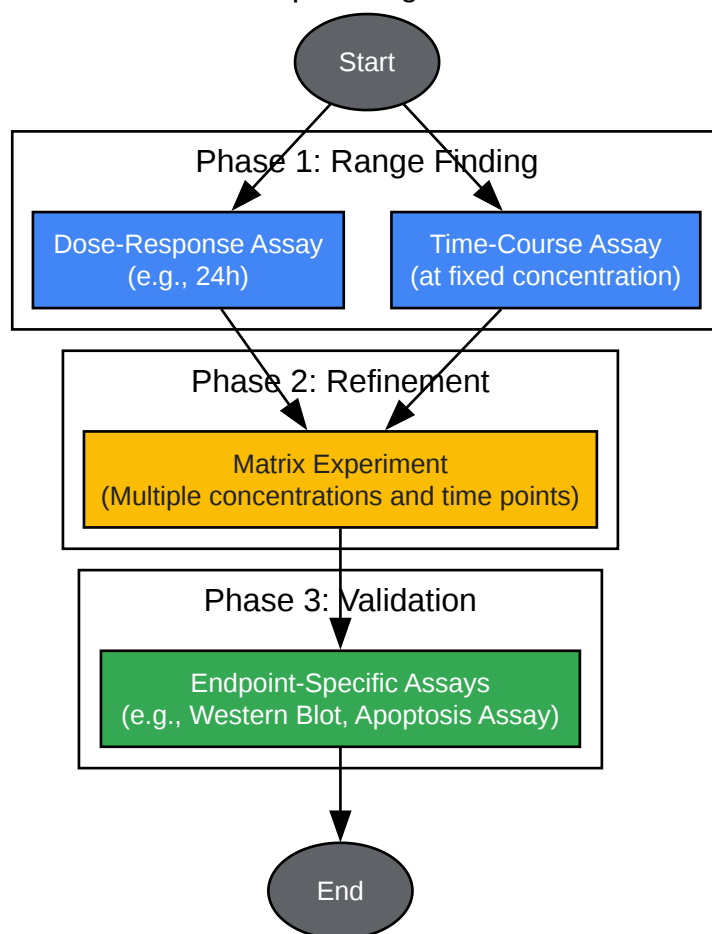 Start
Phase 1: Range Finding
Dose-Response Assay
(e.g., 24h)
Time-Course Assay
(at fixed concentration)
Phase 2: Refinement
Matrix Experiment
(Multiple concentrations and time points)
Phase 3: Validation
Endpoint-Specific Assays
(e.g., Western Blot, Apoptosis Assay)
End